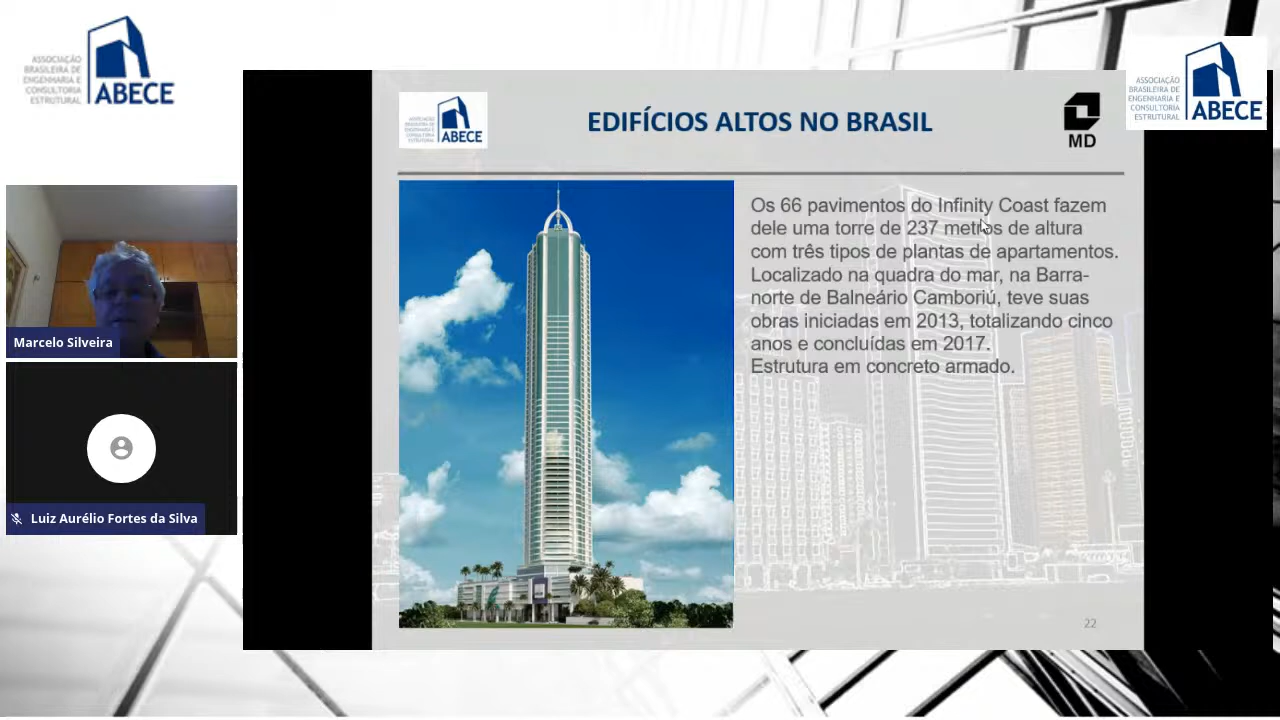 ASSOCIAÇÃO
BRASILEIRA DE
ENGENHARIA E
CONSULTORIA
ESTRUTURAL
ABECE
ASSOCIAÇÃO
BRASILEIRA DE
ENGENHARIA E
CONSULTORIA
ESTRUTURAL
ABECE
ABECE
EDIFÍCIOS ALTOS NO BRASIL
MD
Os 66 pavimentos do Infinity Coast fazem
dele uma torre de 237 metros de altura
com três tipos de plantas de apartamentos.
Localizado na quadra do mar, na Barra-
norte de Balneário Camboriú, teve suas
obras iniciadas em 2013, totalizando cinco
anos e concluídas em 2017.
Estrutura em concreto armado.
22
Marcelo Silveira
Luiz Aurélio Fortes da Silva